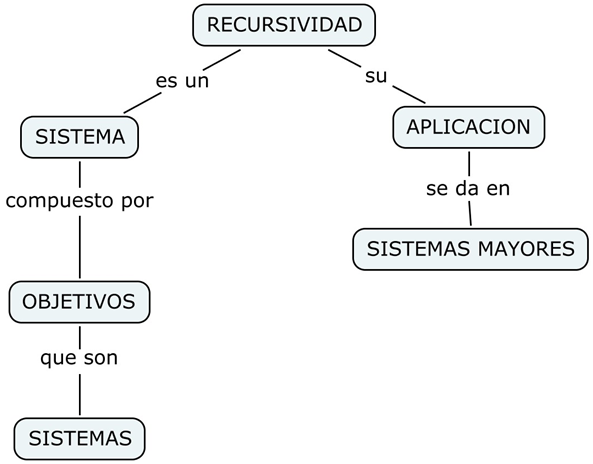 RECURSIVIDAD
es un
su
SISTEMA
APLICACION
compuesto por
se da en
SISTEMAS MAYORES
OBJETIVOS
que son
SISTEMAS